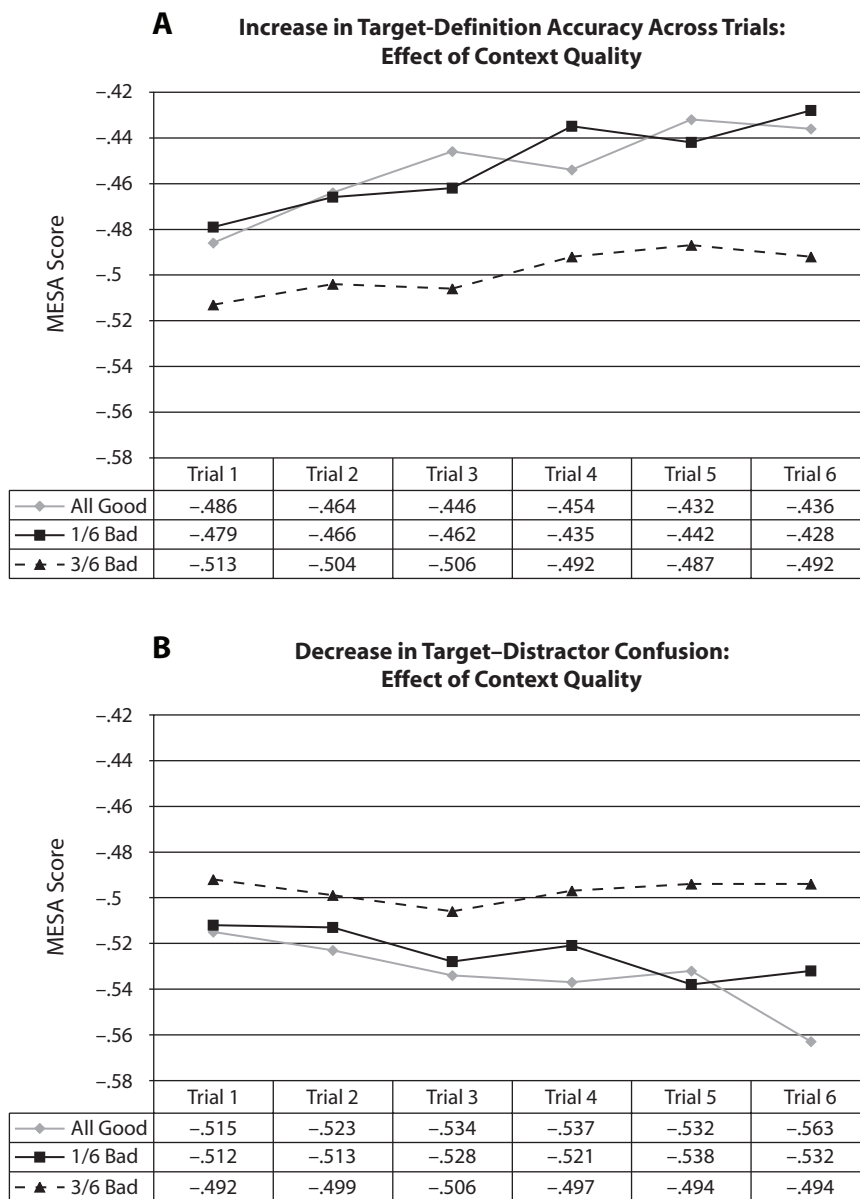 A
Increase in Target-Definition Accuracy Across Trials:
Effect of Context Quality
–.42
–.44
–.46
–.48
–.5
–.52
–.54
–.56
–.58
MESA Score
Trial 1 Trial 2 Trial 3 Trial 4 Trial 5 Trial 6
All Good –.486 –.464 –.446 –.454 –.432 –.436
1/6 Bad –.479 –.466 –.462 –.435 –.442 –.428
3/6 Bad –.513 –.504 –.506 –.492 –.487 –.492
B
Decrease in Target–Distractor Confusion:
Effect of Context Quality
–.42
–.44
–.46
–.48
–.5
–.52
–.54
–.56
–.58
MESA Score
Trial 1 Trial 2 Trial 3 Trial 4 Trial 5 Trial 6
All Good –.515 –.523 –.534 –.537 –.532 –.563
1/6 Bad –.512 –.513 –.528 –.521 –.538 –.532
3/6 Bad –.492 –.499 –.506 –.497 –.494 –.494